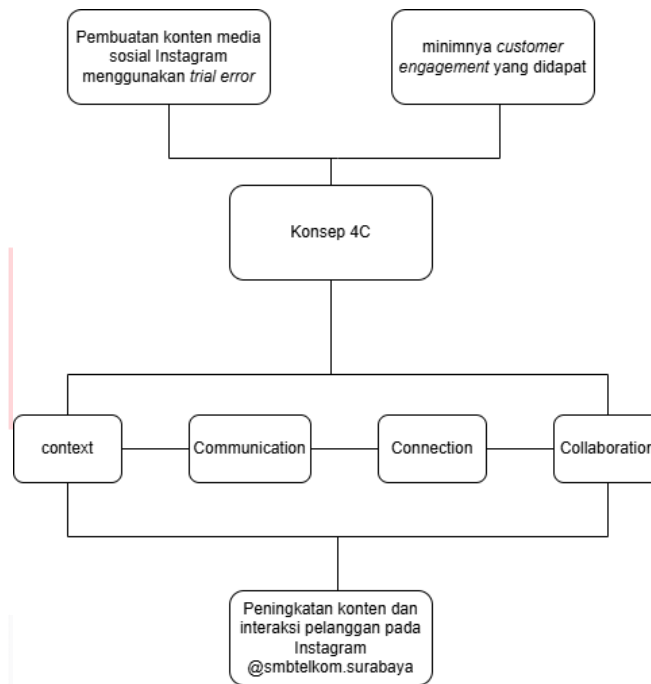 Pembuatan konten media
sosial Instagram
menggunakan trial error
minimnya customer
engagement yang didapat
Konsep 4C
context
Communication
Connection
Collaboration
Peningkatan konten dan
interaksi pelanggan pada
Instagram
@smbtelkom.surabaya